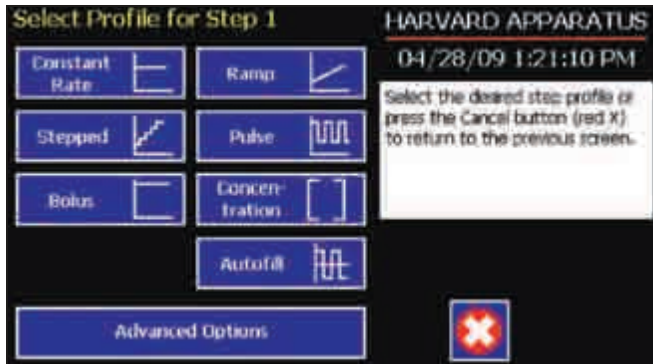 Select Profile for Step 1
HARVARD APPARATUS
04/28/09 1:21:10 PM
Constant
Rate
Ramp
Select the desired step profile or
press the Cancel button (red X)
to return to the previous screen.
Stepped
Pulse
Bolus
Concen-
tration
Autofill
Advanced Options